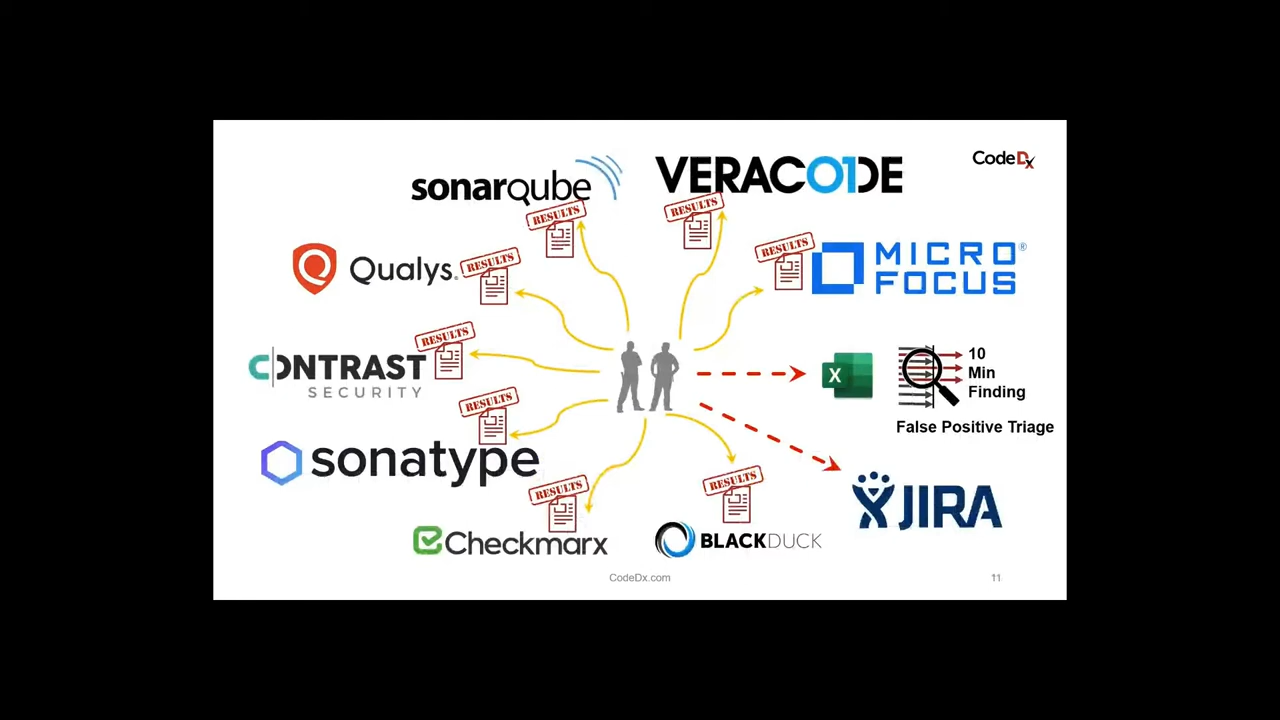 sonarqube
VERACODE
CodeDx
RESULTS
RESULTS
Qualys.
RESULTS
RESULTS
MICRO
FOCUS®
CONTRAST
SECURITY
RESULTS
X
10
Min
Finding
False Positive Triage
RESULTS
sonatype
RESULTS
Checkmarx
RESULTS
BLACKDUCK
JIRA
CodeDx.com
11